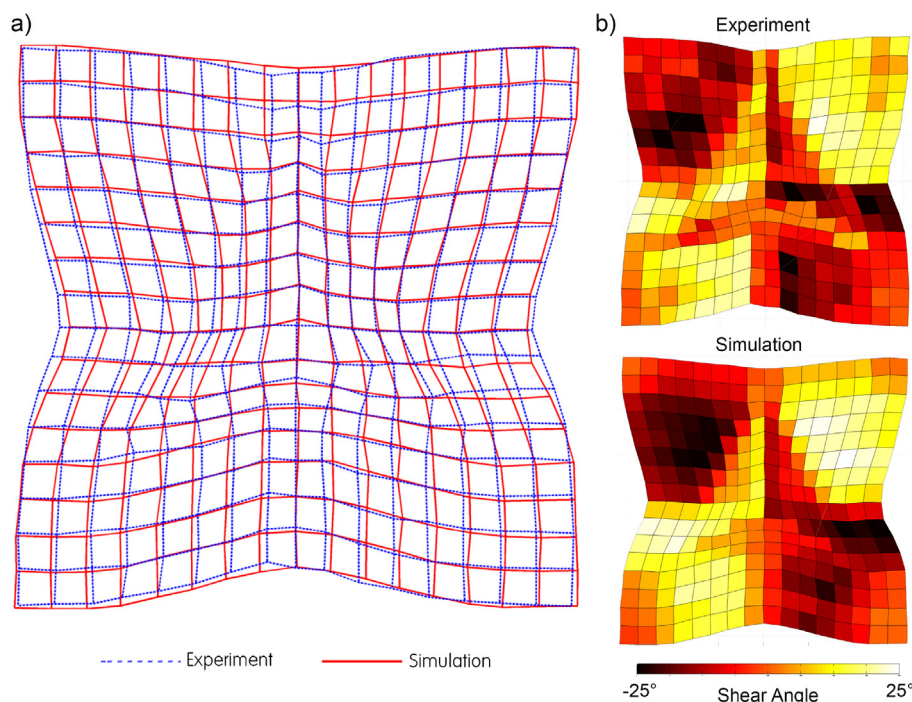 a)
b)
Experiment
Simulation
Experiment
Simulation
-25°
25°
Shear Angle